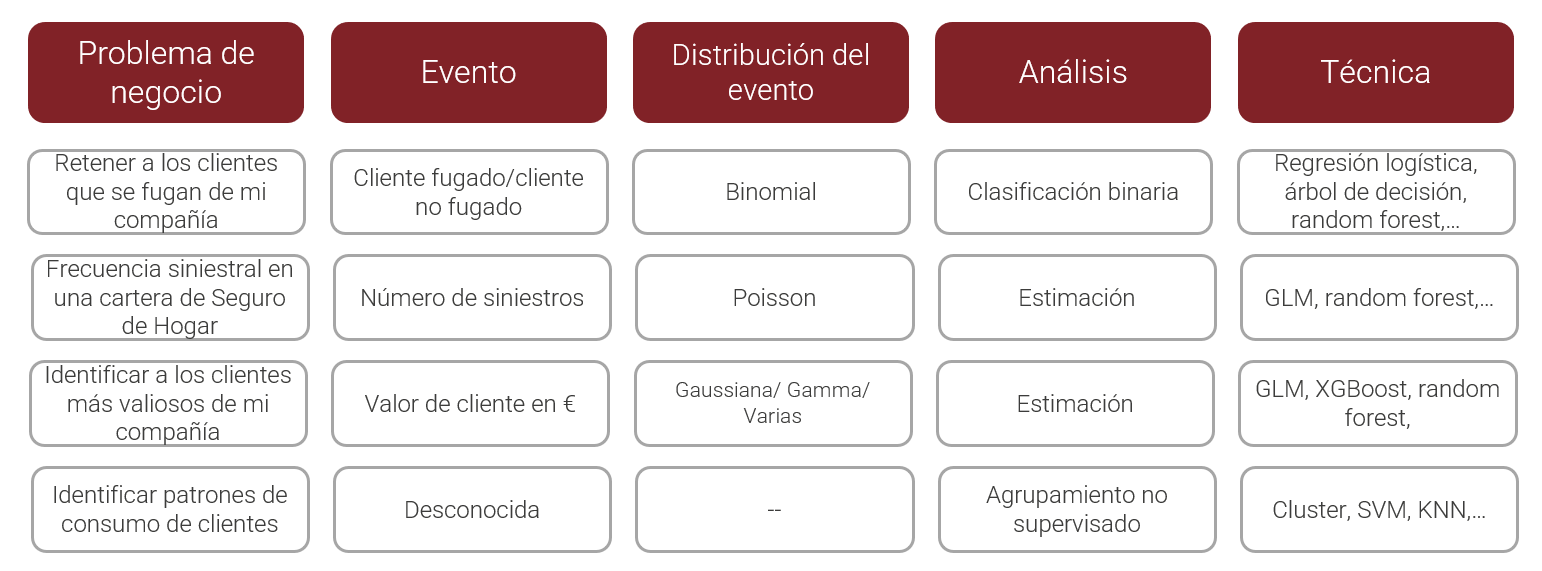 Problema de
negocio
Evento
Distribución del
evento
Análisis
Técnica
Retener a los clientes
que se fugan de mi
compañía
Cliente fugado/cliente
no fugado
Binomial
Clasificación binaria
Regresión logística,
árbol de decisión,
random forest,...
Frecuencia siniestral en
una cartera de Seguro
de Hogar
Número de siniestros
Poisson
Estimación
GLM, random forest,...
Identificar a los clientes
más valiosos de mi
compañía
Valor de cliente en €
Gaussiana/ Gamma/
Varias
Estimación
GLM, XGBoost, random
forest,
Identificar patrones de
consumo de clientes
Desconocida
--
Agrupamiento no
supervisado
Cluster, SVM, KNN,...